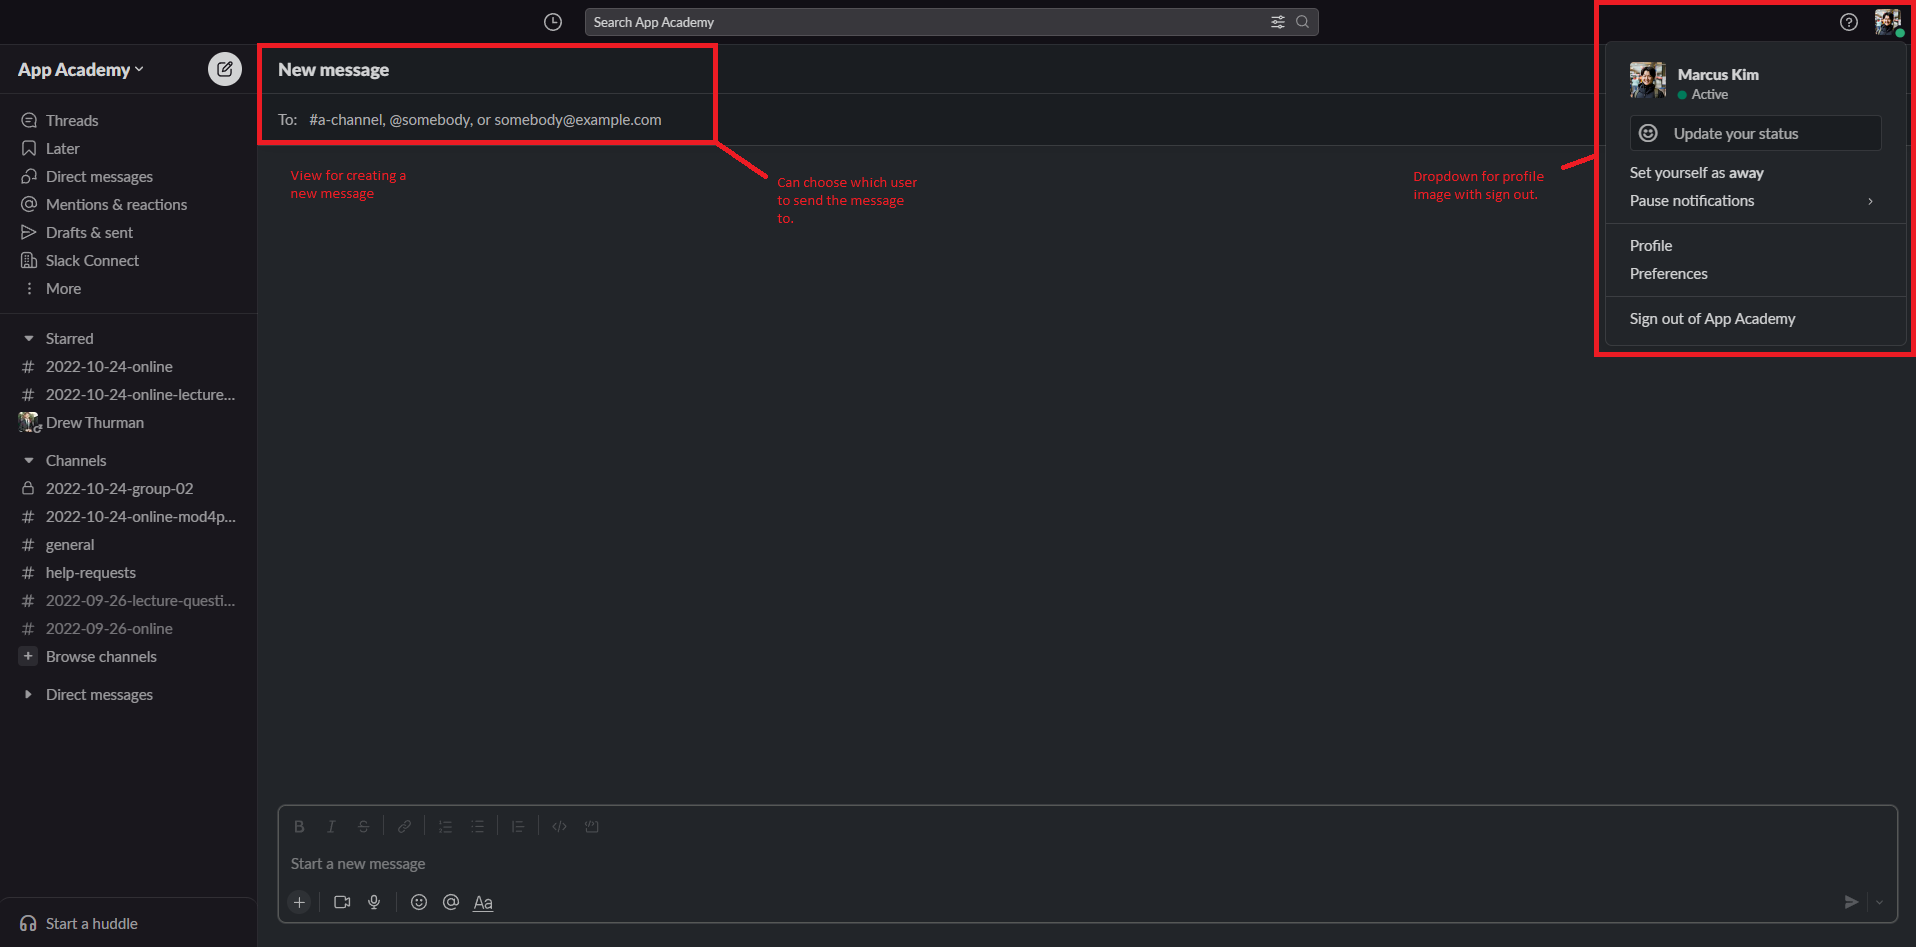 Search App Academy
App Academy
Threads
Later
Direct messages
Mentions & reactions
Drafts & sent
Slack Connect
More
Starred
# 2022-10-24-online
# 2022-10-24-online-lecture...
Drew Thurman
Channels
2022-10-24-group-02
# 2022-10-24-online-mod4p...
# general
# help-requests
# 2022-09-26-lecture-questi...
# 2022-09-26-online
+ Browse channels
Direct messages
Start a huddle
New message
To: #a-channel, @somebody, or somebody@example.com
View for creating a
new message
Can choose which user
to send the message
to.
Dropdown for profile
image with sign out.
Marcus Kim
Active
Update your status
Set yourself as away
Pause notifications
Profile
Preferences
Sign out of App Academy
B I S
Start a new message
Aa